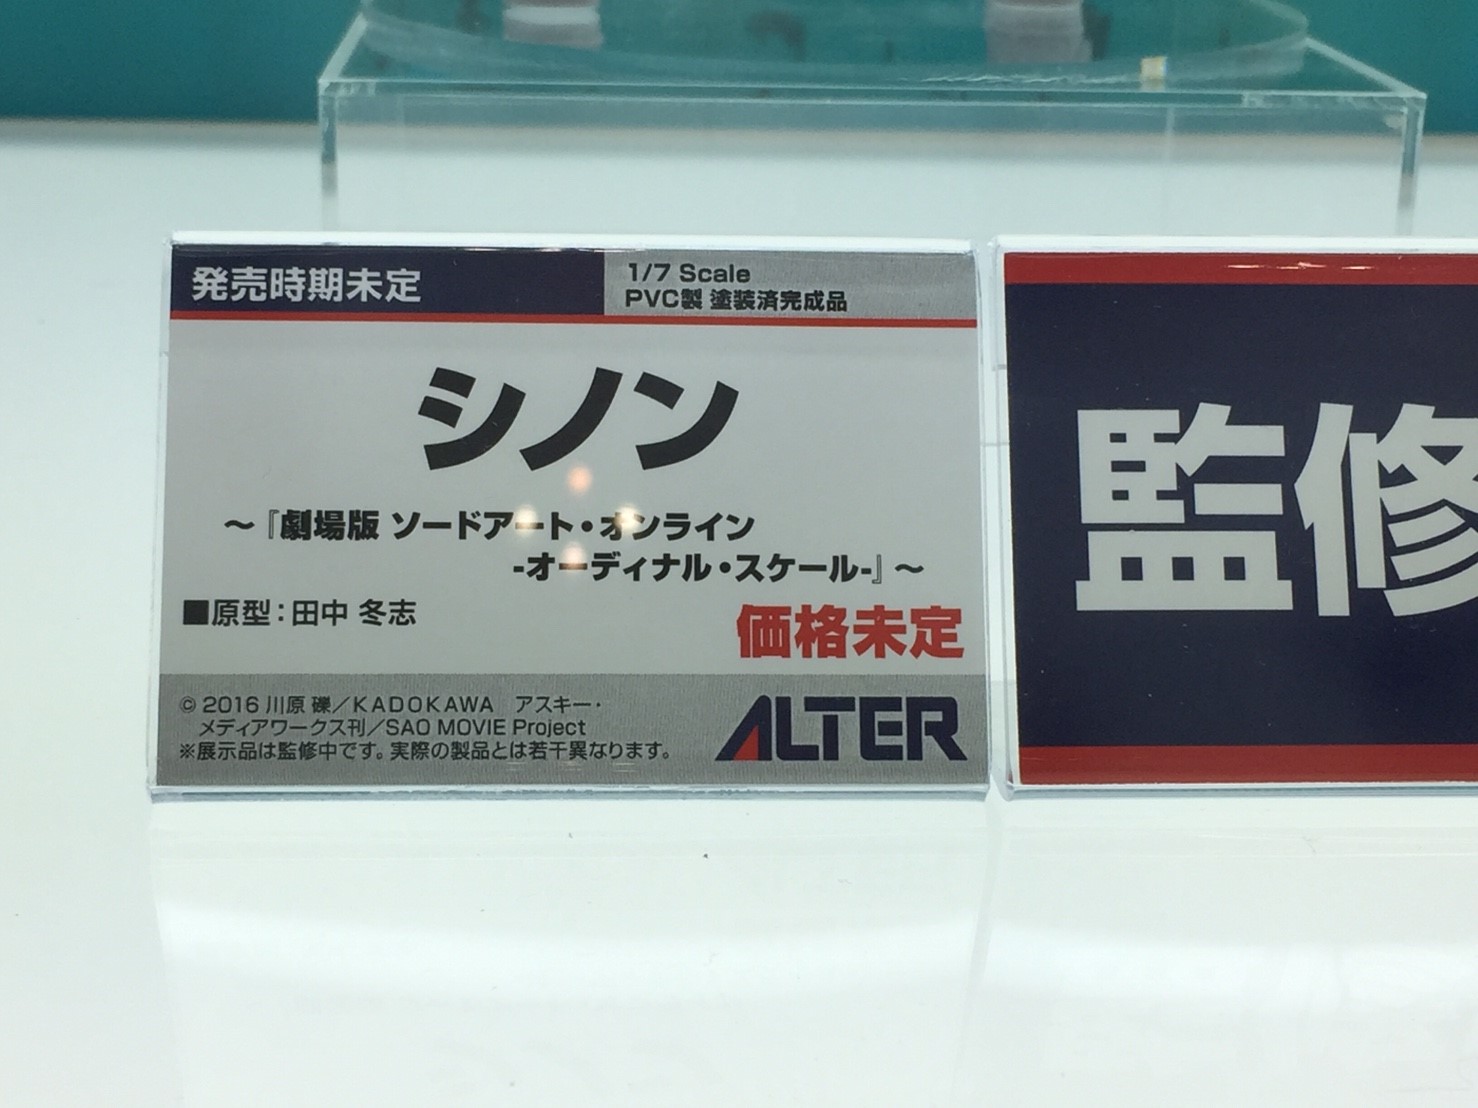 発売時期未定
1/7 Scale
PVC製 塗装済完成品
シノン
～『劇場版 ソードアート・オンライン
-オーディナル・スケール-』～
■原型：田中 冬志
価格未定
© 2016 川原 礫／KADOKAWA アスキー・
メディアワークス刊／SAO MOVIE Project
※展示品は監修中です。実際の製品とは若干異なります。
ALTER
監修